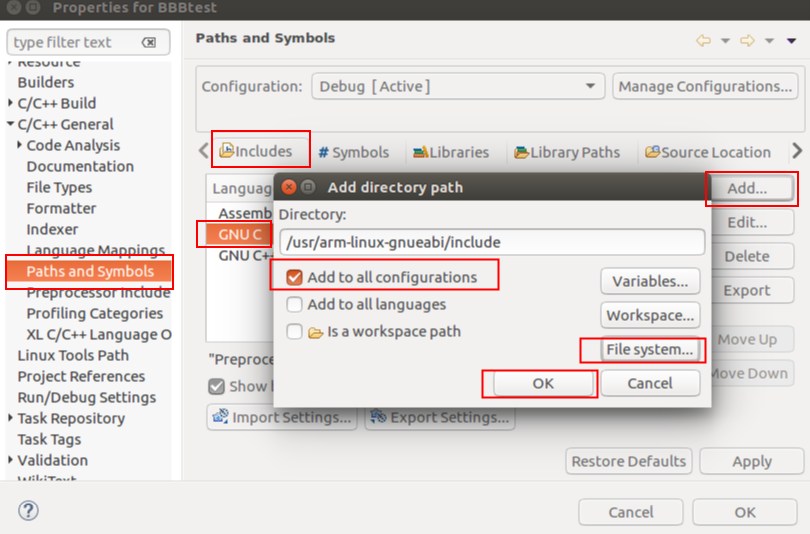 Properties for BBBtest
type filter text
Paths and Symbols
Resource
Builders
C/C++ Build
C/C++ General
Code Analysis
Documentation
File Types
Formatter
Indexer
Language Mappings
Paths and Symbols
Preprocessor Include
Profiling Categories
XL C/C++ Language O
Linux Tools Path
Project References
Run/Debug Settings
Task Repository
Task Tags
Validation
WikiText
Configuration:
Debug [Active]
Manage Configurations...
Includes
# Symbols
Libraries
Library Paths
Source Location
Languag
Assemb
GNU C
GNU C+
Add...
Edit...
Delete
Export
Move Up
Move Down
Add directory path
Directory:
/usr/arm-linux-gnueabi/include
Add to all configurations
Add to all languages
Is a workspace path
Variables...
Workspace...
File system...
OK
Cancel
"Preproce
Show b
Import Settings...
Export Settings...
Restore Defaults
Apply
?
Cancel
OK